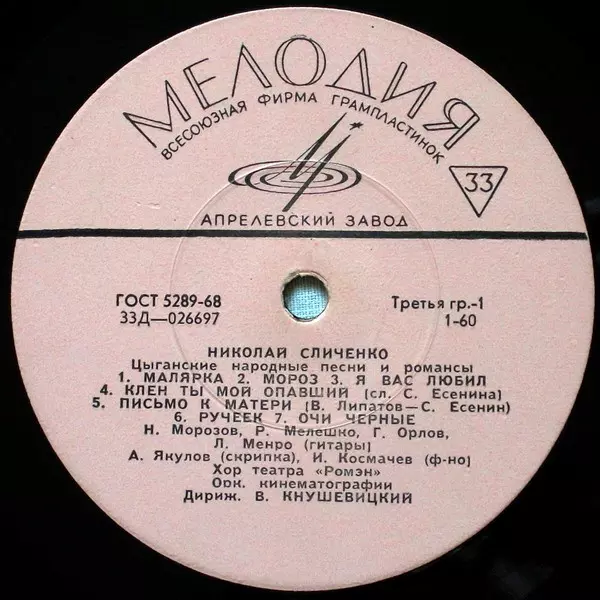 МЕЛОДИЯ
ВСЕСОЮЗНАЯ ФИРМА ГРАМПЛАСТИНОК
33
АПРЕЛЕВСКИЙ ЗАВОД
ГОСТ 5289-68
33Д—026697
Третья гр.-1
1-60
НИКОЛАЙ СЛИЧЕНКО
Цыганские народные песни и романсы
1. МАЛЯРКА 2. МОРОЗ 3. Я ВАС ЛЮБИЛ
4. КЛЕН ТЫ МОЙ ОПАВШИЙ (сл. С. Есенина)
5. ПИСЬМО К МАТЕРИ (В. Липатов—С. Есенин)
6. РУЧЕЕК 7. ОЧИ ЧЕРНЫЕ
Н. Морозов, Р. Мелешко, Г. Орлов,
Л. Менро (гитары)
А. Якулов (скрипка), И. Космачев (ф-но)
Хор театра «Ромэн»
Орк. кинематографии
Дириж. В. КНУШЕВИЦКИЙ